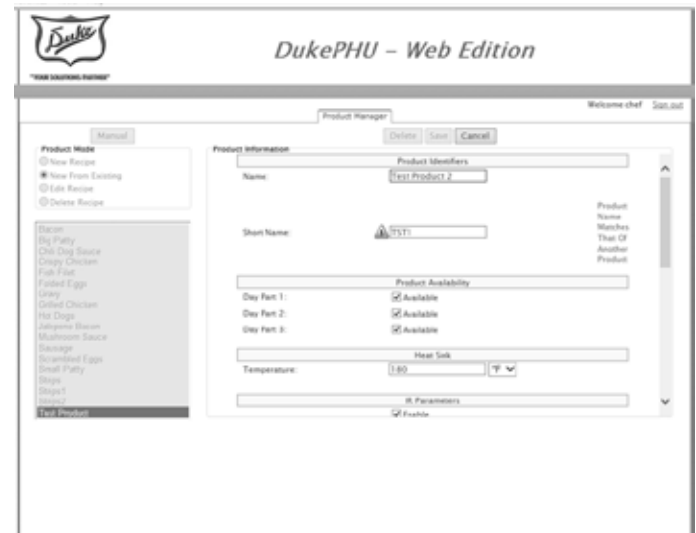 Duke
"YOUR SOLUTIONS PARTNER"
DukePHU - Web Edition
Welcome chef Sign out
Product Manager
Manual
Delete Save Cancel
Product Mode
New Recipe
New From Existing
Edit Recipe
Delete Recipe
Bacon
Big Patty
Chili Dog Sauce
Crispy Chicken
Fish Filet
Folded Eggs
Gravy
Grilled Chicken
Hot Dogs
Jalapeno Bacon
Mushroom Sauce
Sausage
Scrambled Eggs
Small Patty
Stops
Stops1
Stops2
Test Product
Product Information
Product Identifiers
Name: Test Product 2
Short Name: TST1
Product
Name
Matches
That Of
Another
Product
Product Availability
Day Part 1: Available
Day Part 2: Available
Day Part 3: Available
Heat Sink
Temperature: 180 °F
IR Parameters
Enable